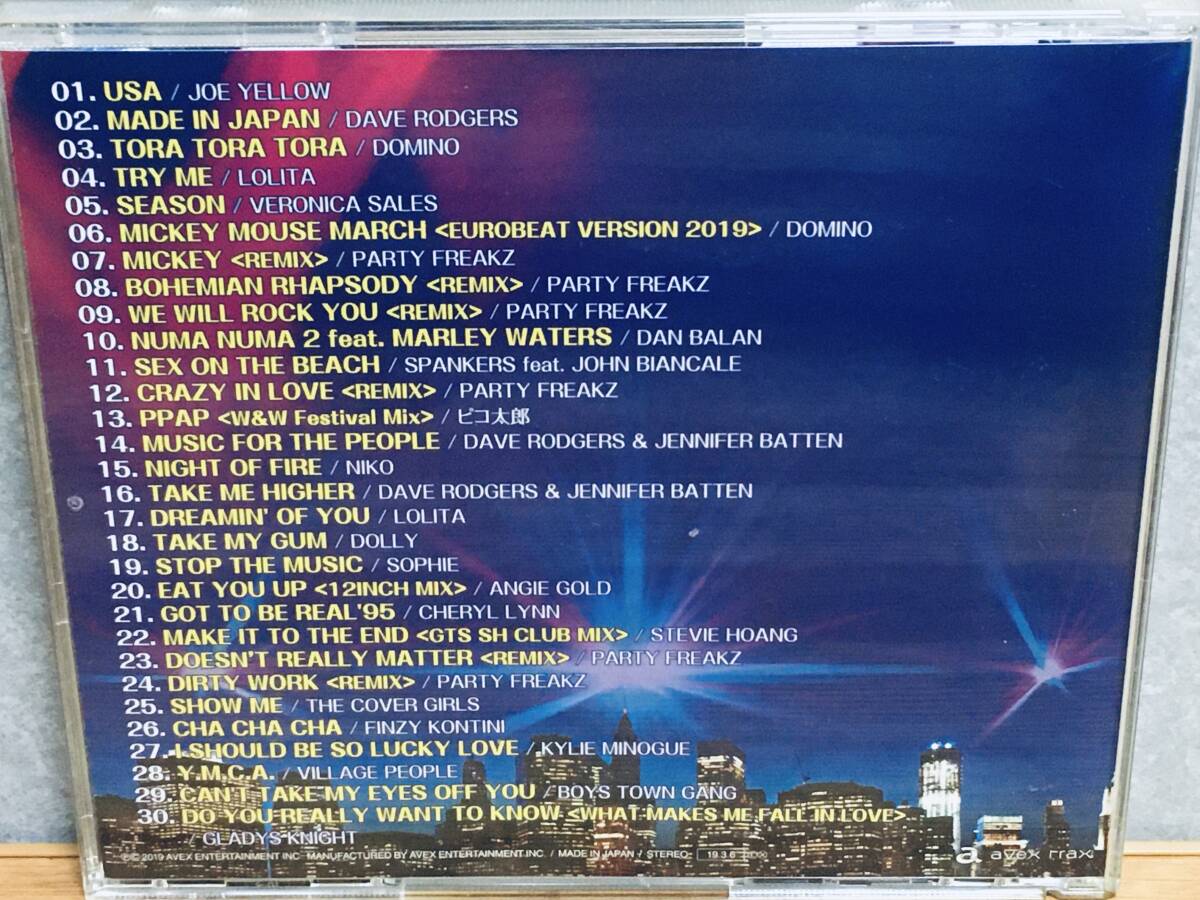 01. USA / JOE YELLOW
02. MADE IN JAPAN / DAVE RODGERS
03. TORA TORA TORA / DOMINO
04. TRY ME / LOLITA
05. SEASON / VERONICA SALES
06. MICKEY MOUSE MARCH <EUROBEAT VERSION 2019> / DOMINO
07. MICKEY <REMIX> / PARTY FREAKZ
08. BOHEMIAN RHAPSODY <REMIX> / PARTY FREAKZ
09. WE WILL ROCK YOU <REMIX> / PARTY FREAKZ
10. NUMA NUMA 2 feat. MARLEY WATERS / DAN BALAN
11. SEX ON THE BEACH / SPANKERS feat. JOHN BIANCALE
12. CRAZY IN LOVE <REMIX> / PARTY FREAKZ
13. PPAP <W&W Festival Mix> / ピコ太郎
14. MUSIC FOR THE PEOPLE / DAVE RODGERS & JENNIFER BATTEN
15. NIGHT OF FIRE / NIKO
16. TAKE ME HIGHER / DAVE RODGERS & JENNIFER BATTEN
17. DREAMIN' OF YOU / LOLITA
18. TAKE MY GUM / DOLLY
19. STOP THE MUSIC / SOPHIE
20. EAT YOU UP <12INCH MIX> / ANGIE GOLD
21. GOT TO BE REAL'95 / CHERYL LYNN
22. MAKE IT TO THE END <GTS SH CLUB MIX> / STEVIE HOANG
23. DOESN'T REALLY MATTER <REMIX> / PARTY FREAKZ
24. DIRTY WORK <REMIX> / PARTY FREAKZ
25. SHOW ME / THE COVER GIRLS
26. CHA CHA CHA / FINZY KONTINI
27. I SHOULD BE SO LUCKY LOVE / KYLIE MINOGUE
28. Y.M.C.A. / VILLAGE PEOPLE
29. CAN'T TAKE MY EYES OFF YOU / BOYS TOWN GANG
30. DO YOU REALLY WANT TO KNOW <WHAT MAKES ME FALL IN LOVE>
/ GLADYS KNIGHT
Ⓟ© 2019 AVEX ENTERTAINMENT INC. MANUFACTURED BY AVEX ENTERTAINMENT INC. / MADE IN JAPAN / STEREO 19.3.6
a avex trax